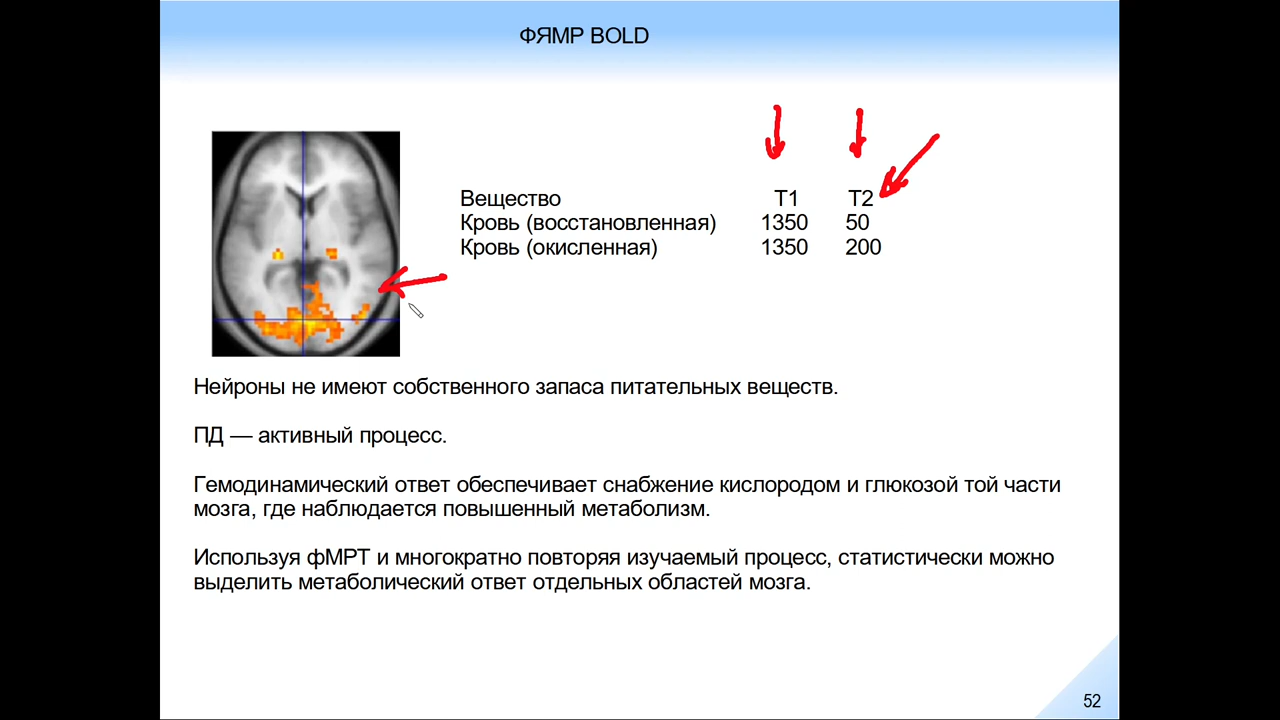 ФЯМР BOLD
Вещество T1 T2
Кровь (восстановленная) 1350 50
Кровь (окисленная) 1350 200
Нейроны не имеют собственного запаса питательных веществ.
ПД — активный процесс.
Гемодинамический ответ обеспечивает снабжение кислородом и глюкозой той части
мозга, где наблюдается повышенный метаболизм.
Используя фМРТ и многократно повторяя изучаемый процесс, статистически можно
выделить метаболический ответ отдельных областей мозга.
52